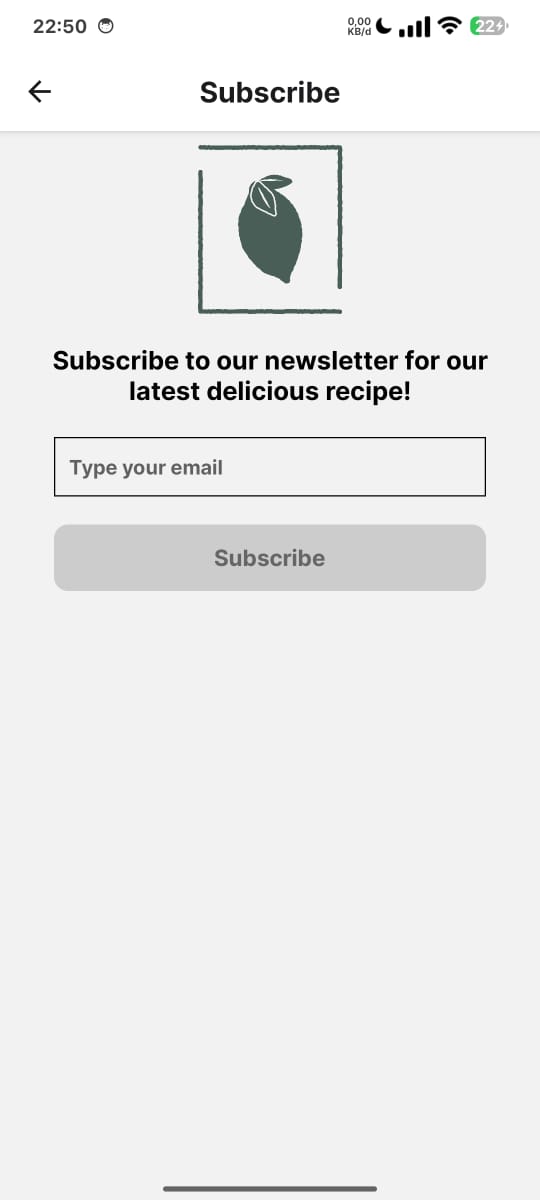 22:50
0,00
KB/d
22
Subscribe
Subscribe to our newsletter for our
latest delicious recipe!
Type your email
Subscribe